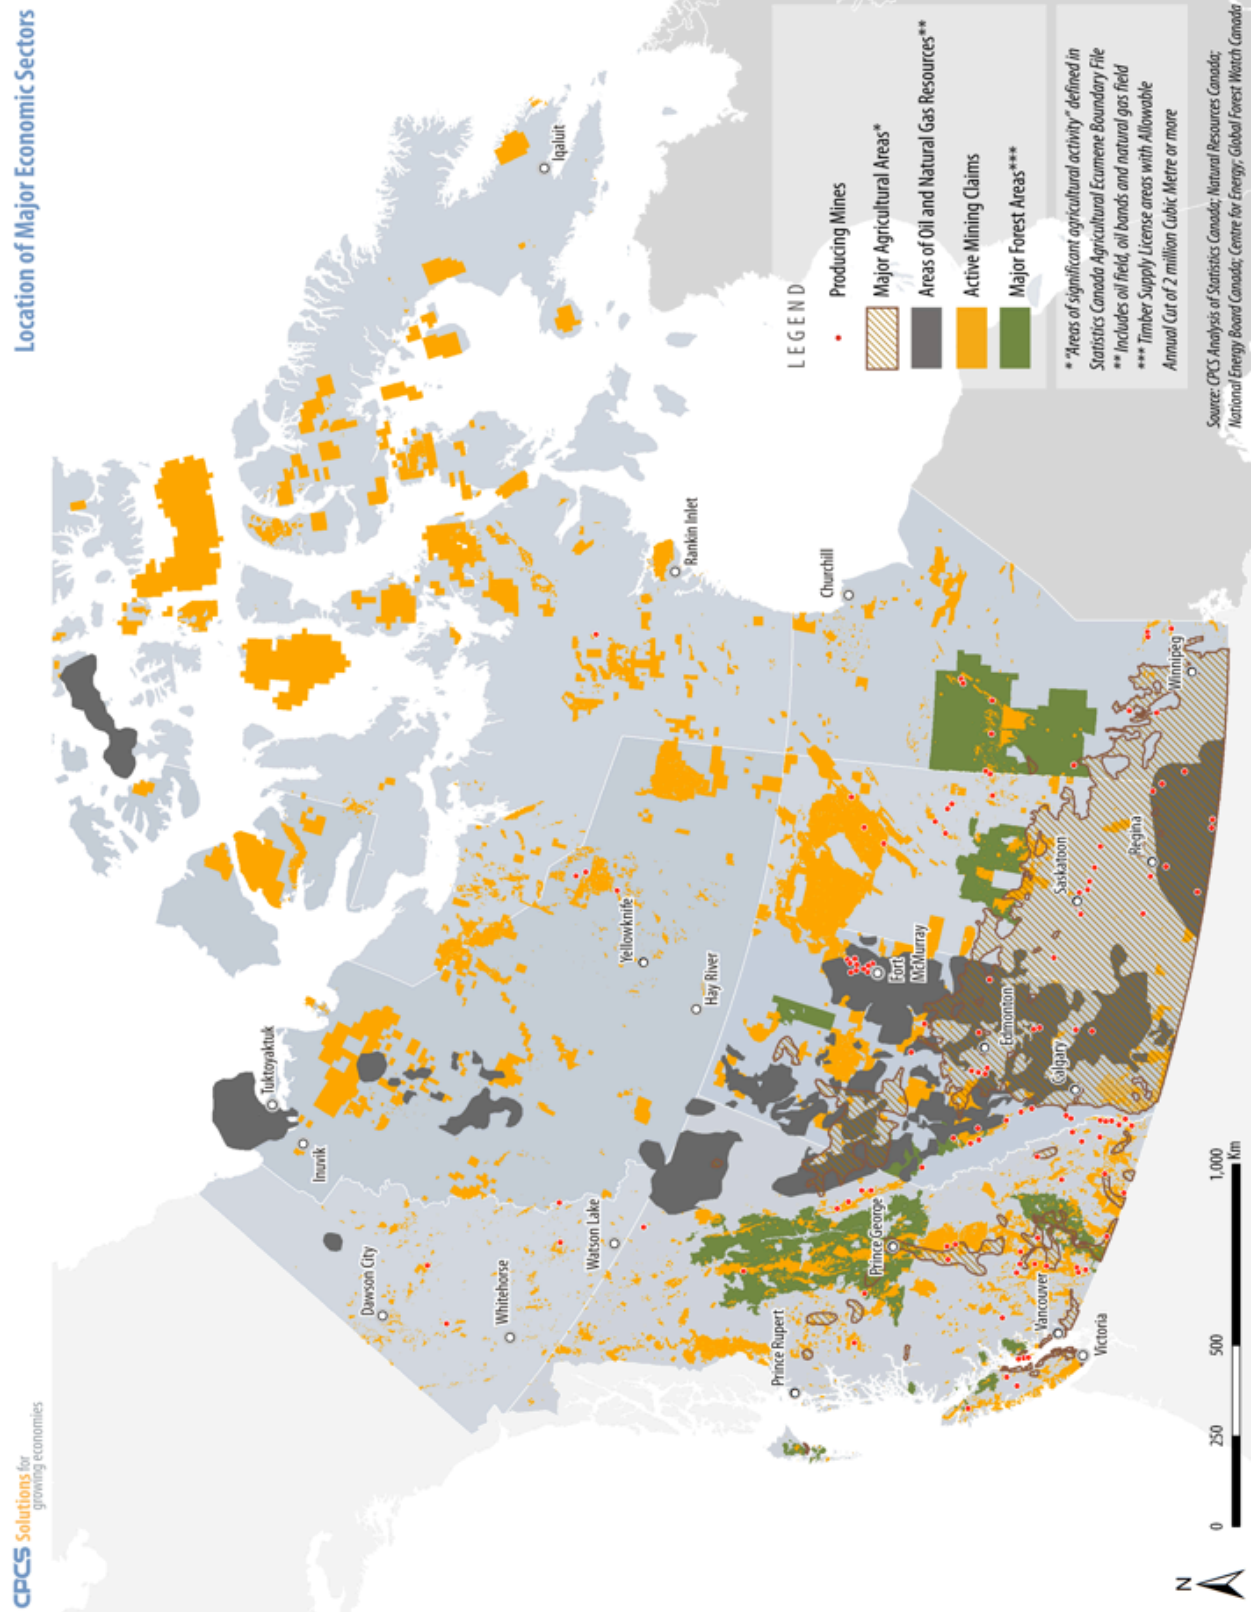 CPCS Solutions for
growing economies
Location of Major Economic Sectors
Tuktoyaktuk
Inuvik
Dawson City
Whitehorse
Watson Lake
Yellowknife
Hay River
Iqaluit
Rankin Inlet
Churchill
Fort
McMurray
Prince Rupert
Prince George
Edmonton
Calgary
Saskatoon
Regina
Winnipeg
Vancouver
Victoria
LEGEND
Producing Mines
Major Agricultural Areas*
Areas of Oil and Natural Gas Resources**
Active Mining Claims
Major Forest Areas***
* "Areas of significant agricultural activity" defined in
Statistics Canada Agricultural Ecumene Boundary File
** Includes oil field, oil bands and natural gas field
*** Timber Supply License areas with Allowable
Annual Cut of 2 million Cubic Metre or more
N
0 250 500 1,000
Km
Source: CPCS Analysis of Statistics Canada; Natural Resources Canada;
National Energy Board Canada; Centre for Energy; Global Forest Watch Canada